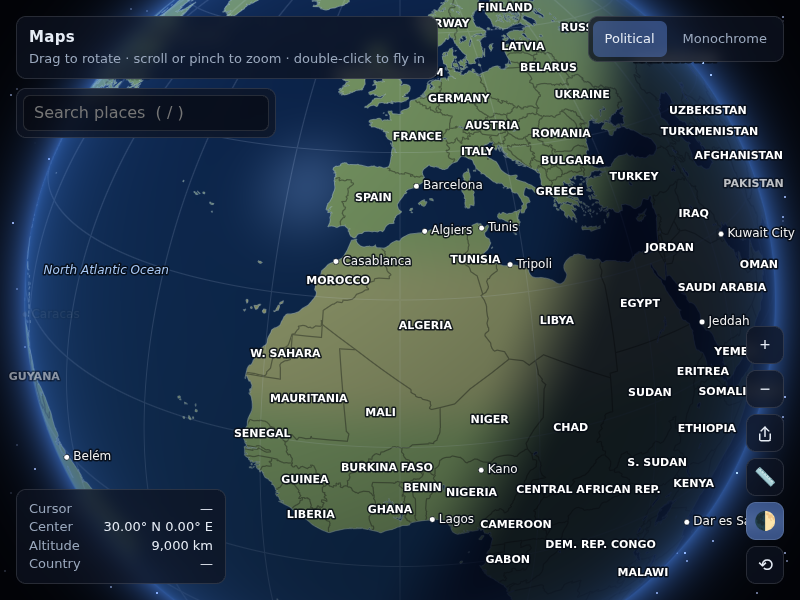 Maps
Drag to rotate · scroll or pinch to zoom · double-click to fly in
Search places ( / )
Political
Monochrome
FINLAND
LATVIA
BELARUS
GERMANY
UKRAINE
UZBEKISTAN
AUSTRIA
TURKMENISTAN
FRANCE
ROMANIA
ITALY
AFGHANISTAN
BULGARIA
TURKEY
PAKISTAN
Barcelona
GREECE
SPAIN
IRAQ
Algiers
Tunis
Kuwait City
JORDAN
Casablanca
TUNISIA
Tripoli
OMAN
North Atlantic Ocean
MOROCCO
SAUDI ARABIA
EGYPT
Caracas
ALGERIA
LIBYA
Jeddah
W. SAHARA
YEME
ERITREA
GUYANA
SUDAN
SOMALI
MAURITANIA
MALI
NIGER
CHAD
ETHIOPIA
SENEGAL
Belém
BURKINA FASO
Kano
S. SUDAN
GUINEA
BENIN
NIGERIA
CENTRAL AFRICAN REP.
KENYA
LIBERIA
GHANA
Lagos
CAMEROON
Dar es Sa
DEM. REP. CONGO
GABON
MALAWI
Cursor —
Center 30.00° N 0.00° E
Altitude 9,000 km
Country —